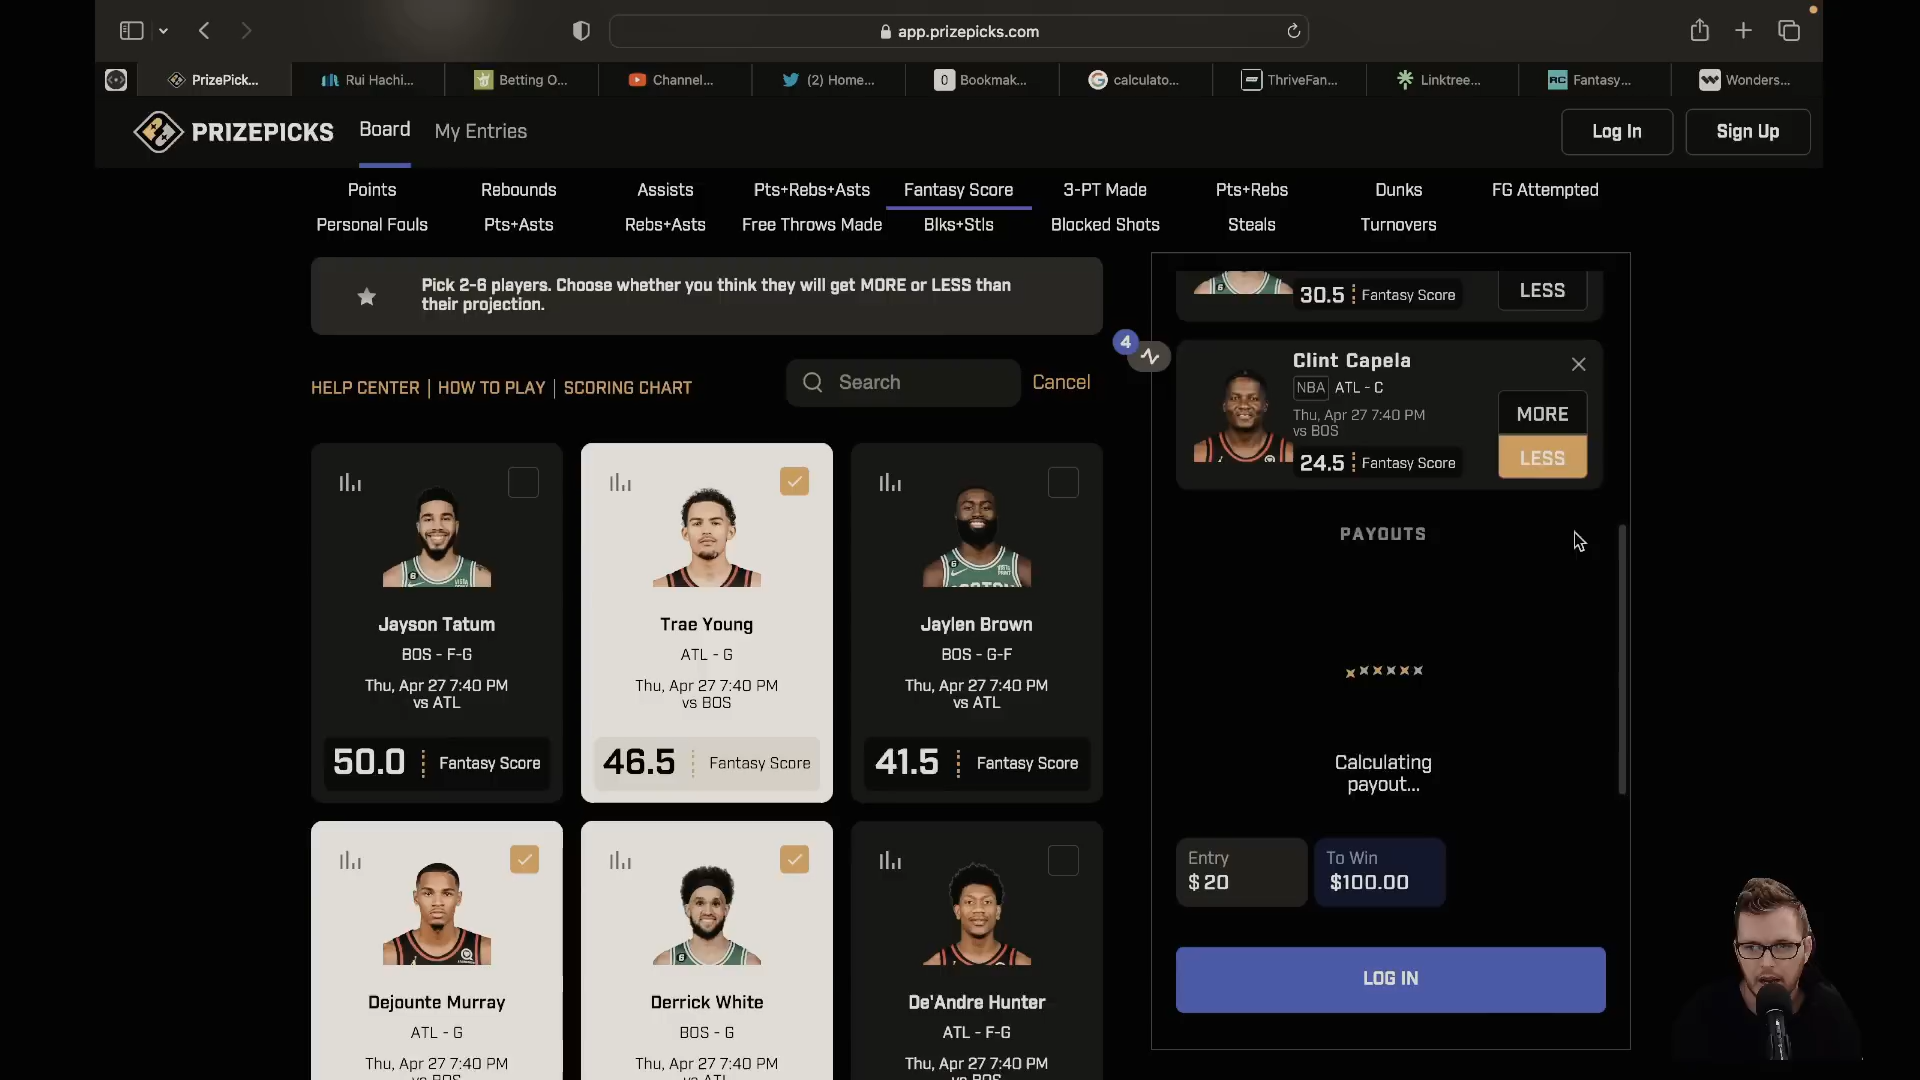 app.prizepicks.com
PrizePick...
Rui Hachi...
Betting O...
Channel...
(2) Home...
0 Bookmak...
calculato...
ThriveFan...
Linktree...
RC Fantasy...
Wonders...
PRIZEPICKS
Board
My Entries
Log In
Sign Up
Points Rebounds Assists Pts+Rebs+Asts Fantasy Score 3-PT Made Pts+Rebs Dunks FG Attempted
Personal Fouls Pts+Asts Rebs+Asts Free Throws Made Blks+Stls Blocked Shots Steals Turnovers
Pick 2-6 players. Choose whether you think they will get MORE or LESS than
their projection.
HELP CENTER | HOW TO PLAY | SCORING CHART
Search
Cancel
Jayson Tatum
BOS - F-G
Thu, Apr 27 7:40 PM
vs ATL
50.0 Fantasy Score
Trae Young
ATL - G
Thu, Apr 27 7:40 PM
vs BOS
46.5 Fantasy Score
Jaylen Brown
BOS - G-F
Thu, Apr 27 7:40 PM
vs ATL
41.5 Fantasy Score
Dejounte Murray
ATL - G
Thu, Apr 27 7:40 PM
vs BOS
Derrick White
BOS - G
Thu, Apr 27 7:40 PM
vs ATL
De'Andre Hunter
ATL - F-G
Thu, Apr 27 7:40 PM
vs BOS
4
30.5 Fantasy Score
LESS
Clint Capela
NBA ATL - C
Thu, Apr 27 7:40 PM
vs BOS
24.5 Fantasy Score
MORE
LESS
PAYOUTS
Calculating
payout...
Entry
$ 20
To Win
$100.00
LOG IN